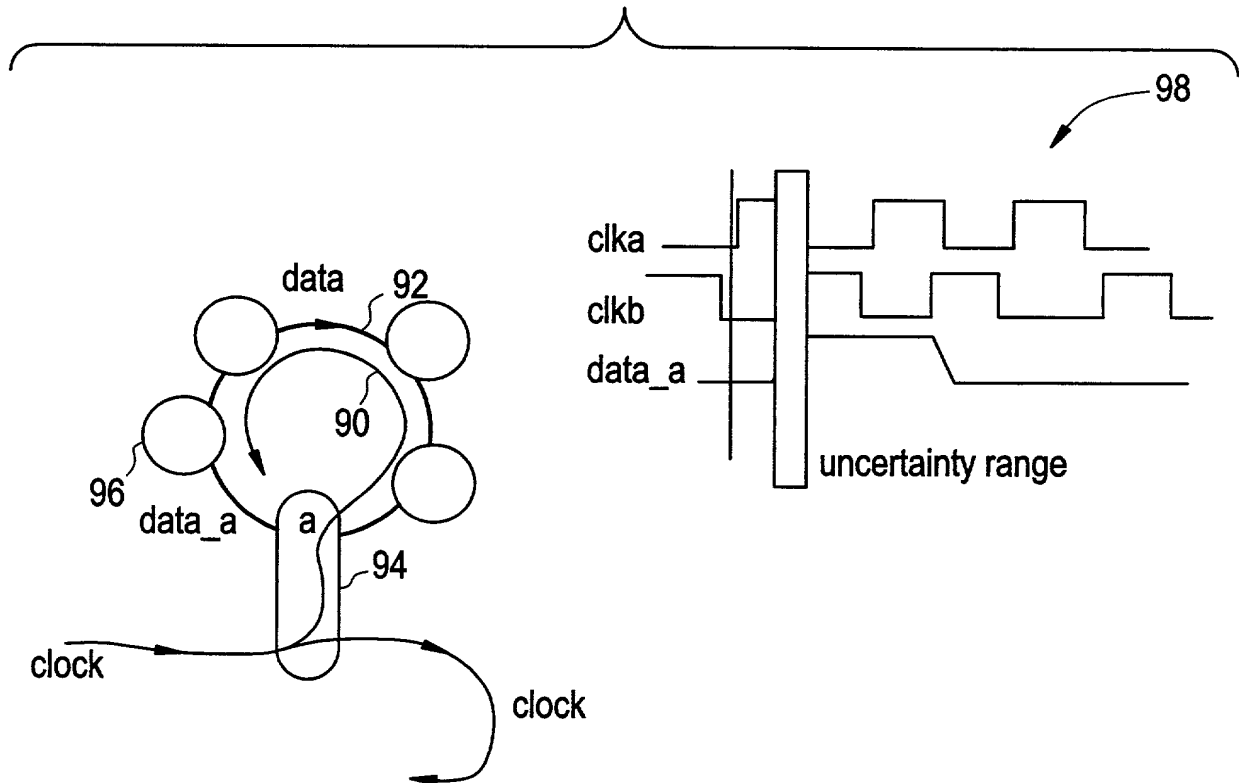 98
clka
clkb
data_a
uncertainty range
data
92
90
96
data_a
a
94
clock
clock